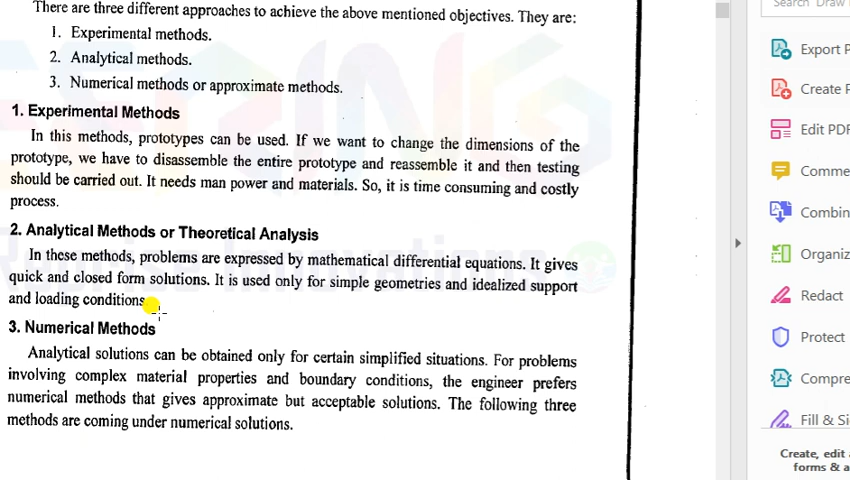 Search 'Draw
There are three different approaches to achieve the above mentioned objectives. They are:
1. Experimental methods.
2. Analytical methods.
3. Numerical methods or approximate methods.
1. Experimental Methods
In this methods, prototypes can be used. If we want to change the dimensions of the
prototype, we have to disassemble the entire prototype and reassemble it and then testing
should be carried out. It needs man power and materials. So, it is time consuming and costly
process.
2. Analytical Methods or Theoretical Analysis
In these methods, problems are expressed by mathematical differential equations. It gives
quick and closed form solutions. It is used only for simple geometries and idealized support
and loading conditions
3. Numerical Methods
Analytical solutions can be obtained only for certain simplified situations. For problems
involving complex material properties and boundary conditions, the engineer prefers
numerical methods that gives approximate but acceptable solutions. The following three
methods are coming under numerical solutions.
Export P
Create P
Edit PDF
Comme
Combin
Organiz
Redact
Protect
Compre
Fill & Si
Create, edit
forms & a